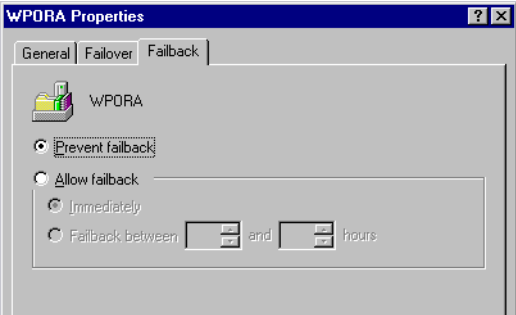 WPORA Properties
General Failover Failback
WPORA
Prevent failback
Allow failback
Immediately
Failback between and hours